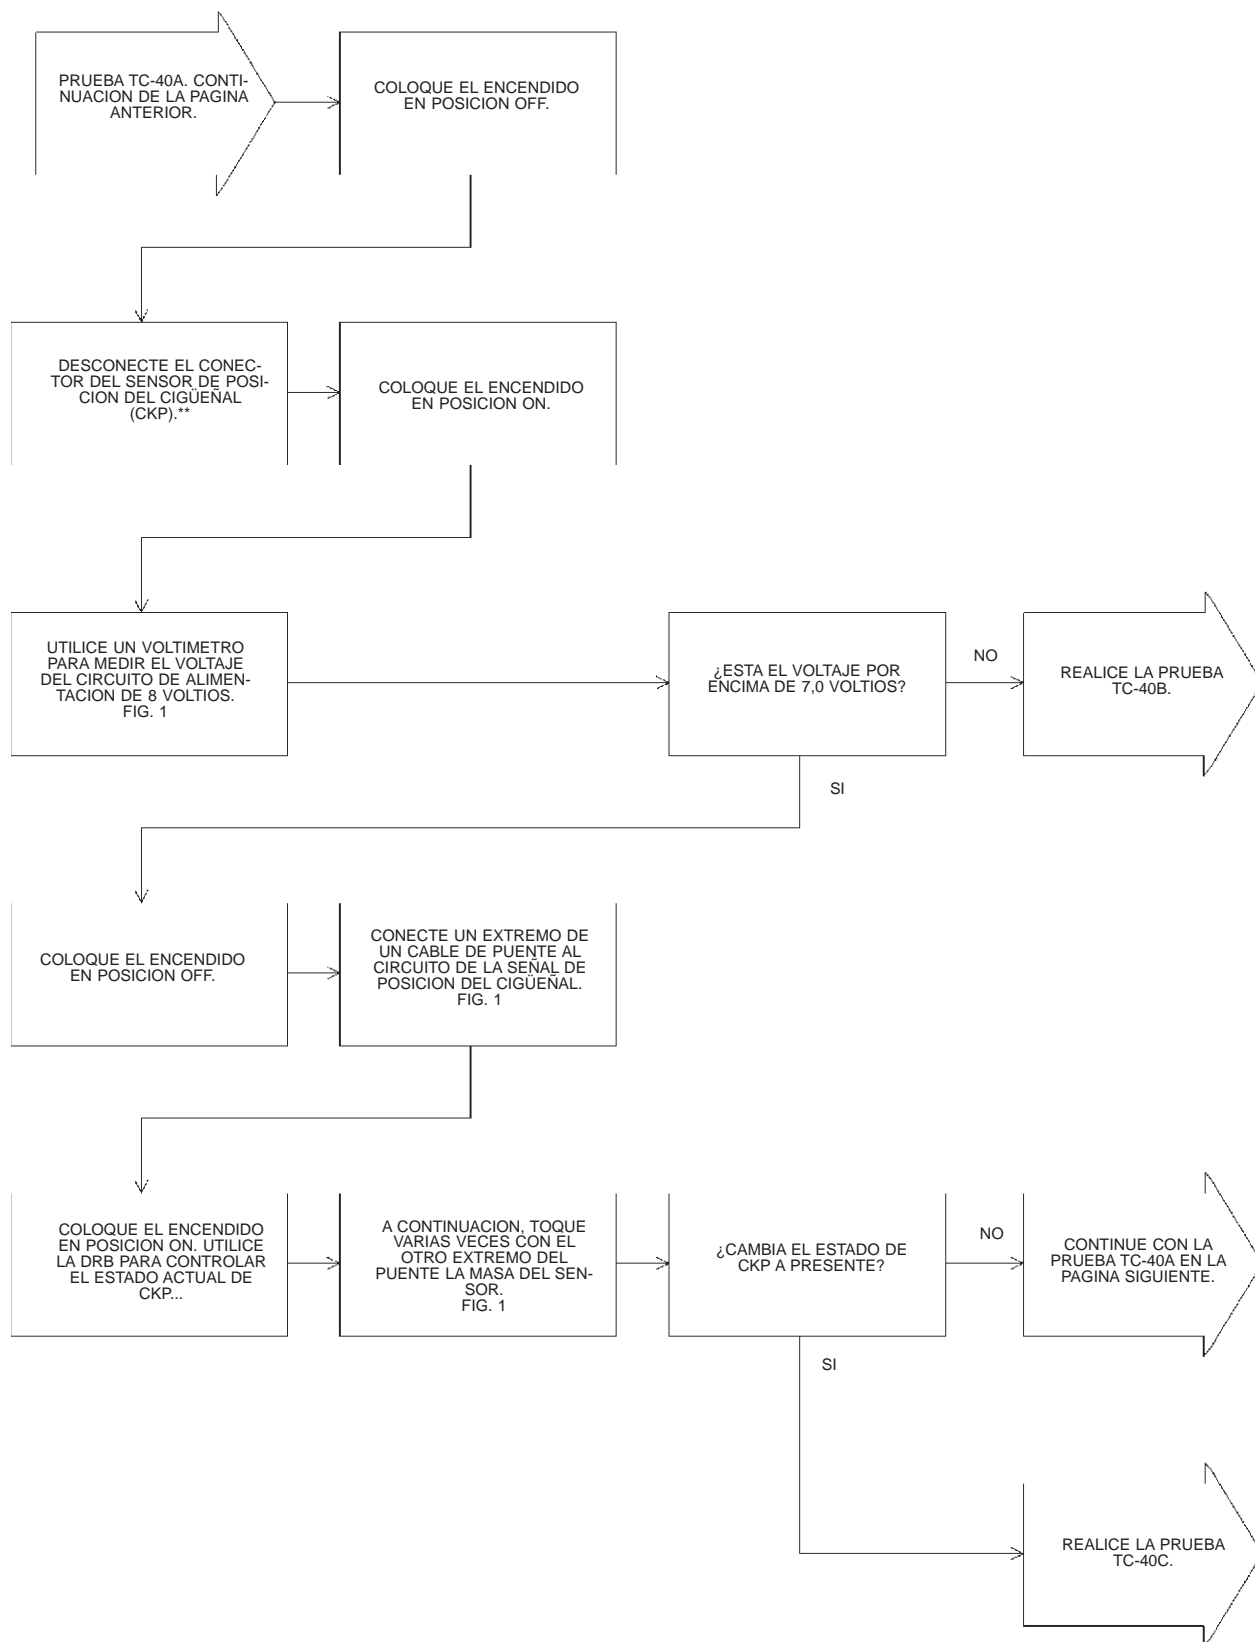 PRUEBA TC-40A. CONTI-
NUACION DE LA PAGINA
ANTERIOR.
COLOQUE EL ENCENDIDO
EN POSICION OFF.
DESCONECTE EL CONEC-
TOR DEL SENSOR DE POSI-
CION DEL CIGÜEÑAL
(CKP).**
COLOQUE EL ENCENDIDO
EN POSICION ON.
UTILICE UN VOLTIMETRO
PARA MEDIR EL VOLTAJE
DEL CIRCUITO DE ALIMEN-
TACION DE 8 VOLTIOS.
FIG. 1
¿ESTA EL VOLTAJE POR
ENCIMA DE 7,0 VOLTIOS?
NO
REALICE LA PRUEBA
TC-40B.
SI
COLOQUE EL ENCENDIDO
EN POSICION OFF.
CONECTE UN EXTREMO DE
UN CABLE DE PUENTE AL
CIRCUITO DE LA SEÑAL DE
POSICION DEL CIGÜEÑAL.
FIG. 1
COLOQUE EL ENCENDIDO
EN POSICION ON. UTILICE
LA DRB PARA CONTROLAR
EL ESTADO ACTUAL DE
CKP...
A CONTINUACION, TOQUE
VARIAS VECES CON EL
OTRO EXTREMO DEL
PUENTE LA MASA DEL SEN-
SOR.
FIG. 1
¿CAMBIA EL ESTADO DE
CKP A PRESENTE?
NO
CONTINUE CON LA
PRUEBA TC-40A EN LA
PAGINA SIGUIENTE.
SI
REALICE LA PRUEBA
TC-40C.